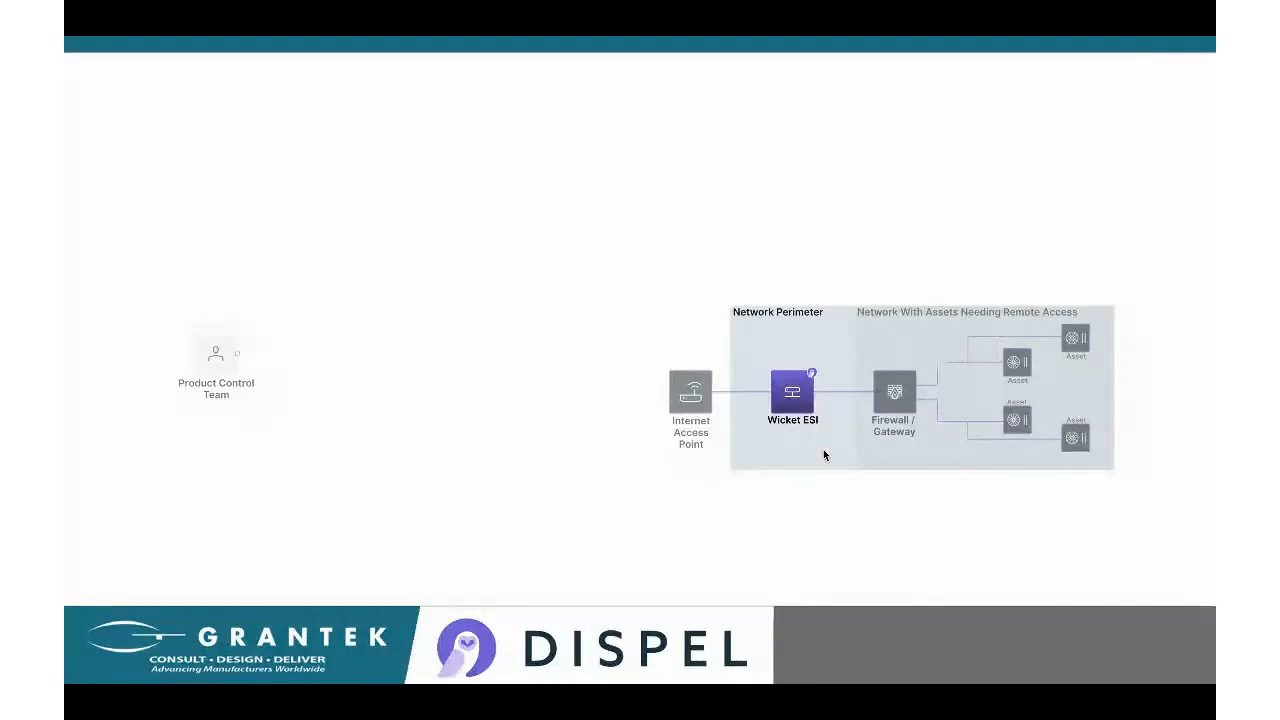 Network Perimeter
Network With Assets Needing Remote Access
Asset
Product Control
Team
Asset
Asset
Asset
Wicket ESI
Internet
Access
Point
Firewall /
Gateway
GRANTEK
CONSULT • DESIGN • DELIVER
Advancing Manufacturers Worldwide
DISPEL